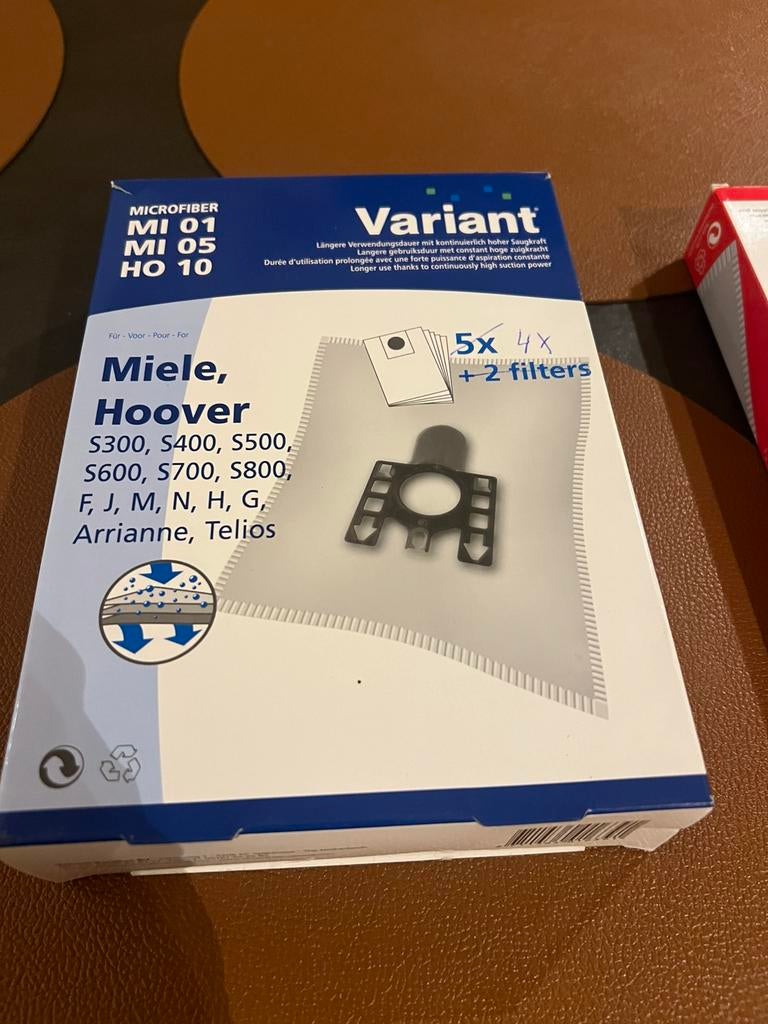 MICROFIBER
MI 01
MI 05
HO 10
Variant
Längere Verwendungsdauer mit kontinuierlich hoher Saugkraft
Langere gebruiksduur met constant hoge zuigkracht
Durée d'utilisation prolongée avec une forte puissance d'aspiration constante
Longer use thanks to continuously high suction power
Für - Voor - Pour - For
Miele,
Hoover
S300, S400, S500,
S600, S700, S800,
F, J, M, N, H, G,
Arrianne, Telios
5x 4x
+ 2 filters